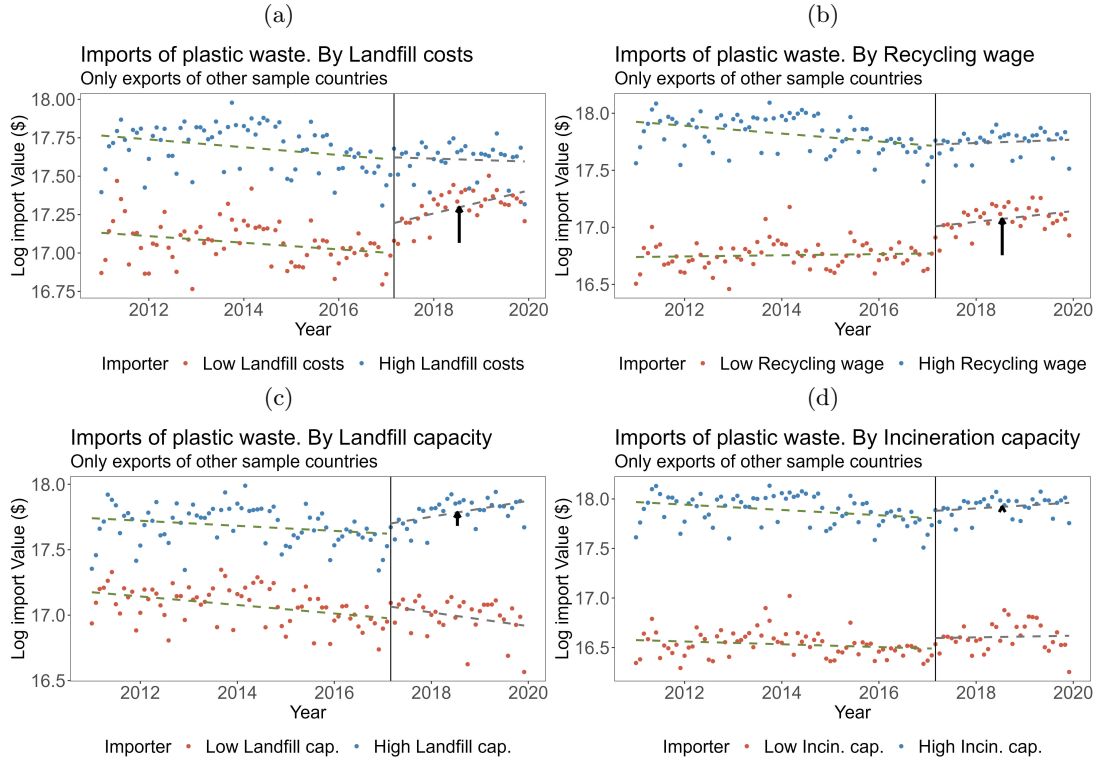 (a)
Imports of plastic waste. By Landfill costs
Only exports of other sample countries
Log import Value ($)
18.00
17.75
17.50
17.25
17.00
16.75
2012
2014
2016
2018
2020
Year
Importer Low Landfill costs High Landfill costs
(b)
Imports of plastic waste. By Recycling wage
Only exports of other sample countries
Log import Value ($)
18.0
17.5
17.0
16.5
2012
2014
2016
2018
2020
Year
Importer Low Recycling wage High Recycling wage
(c)
Imports of plastic waste. By Landfill capacity
Only exports of other sample countries
Log import Value ($)
18.0
17.5
17.0
16.5
2012
2014
2016
2018
2020
Year
Importer Low Landfill cap. High Landfill cap.
(d)
Imports of plastic waste. By Incineration capacity
Only exports of other sample countries
Log import Value ($)
18.0
17.5
17.0
16.5
2012
2014
2016
2018
2020
Year
Importer Low Incin. cap. High Incin. cap.